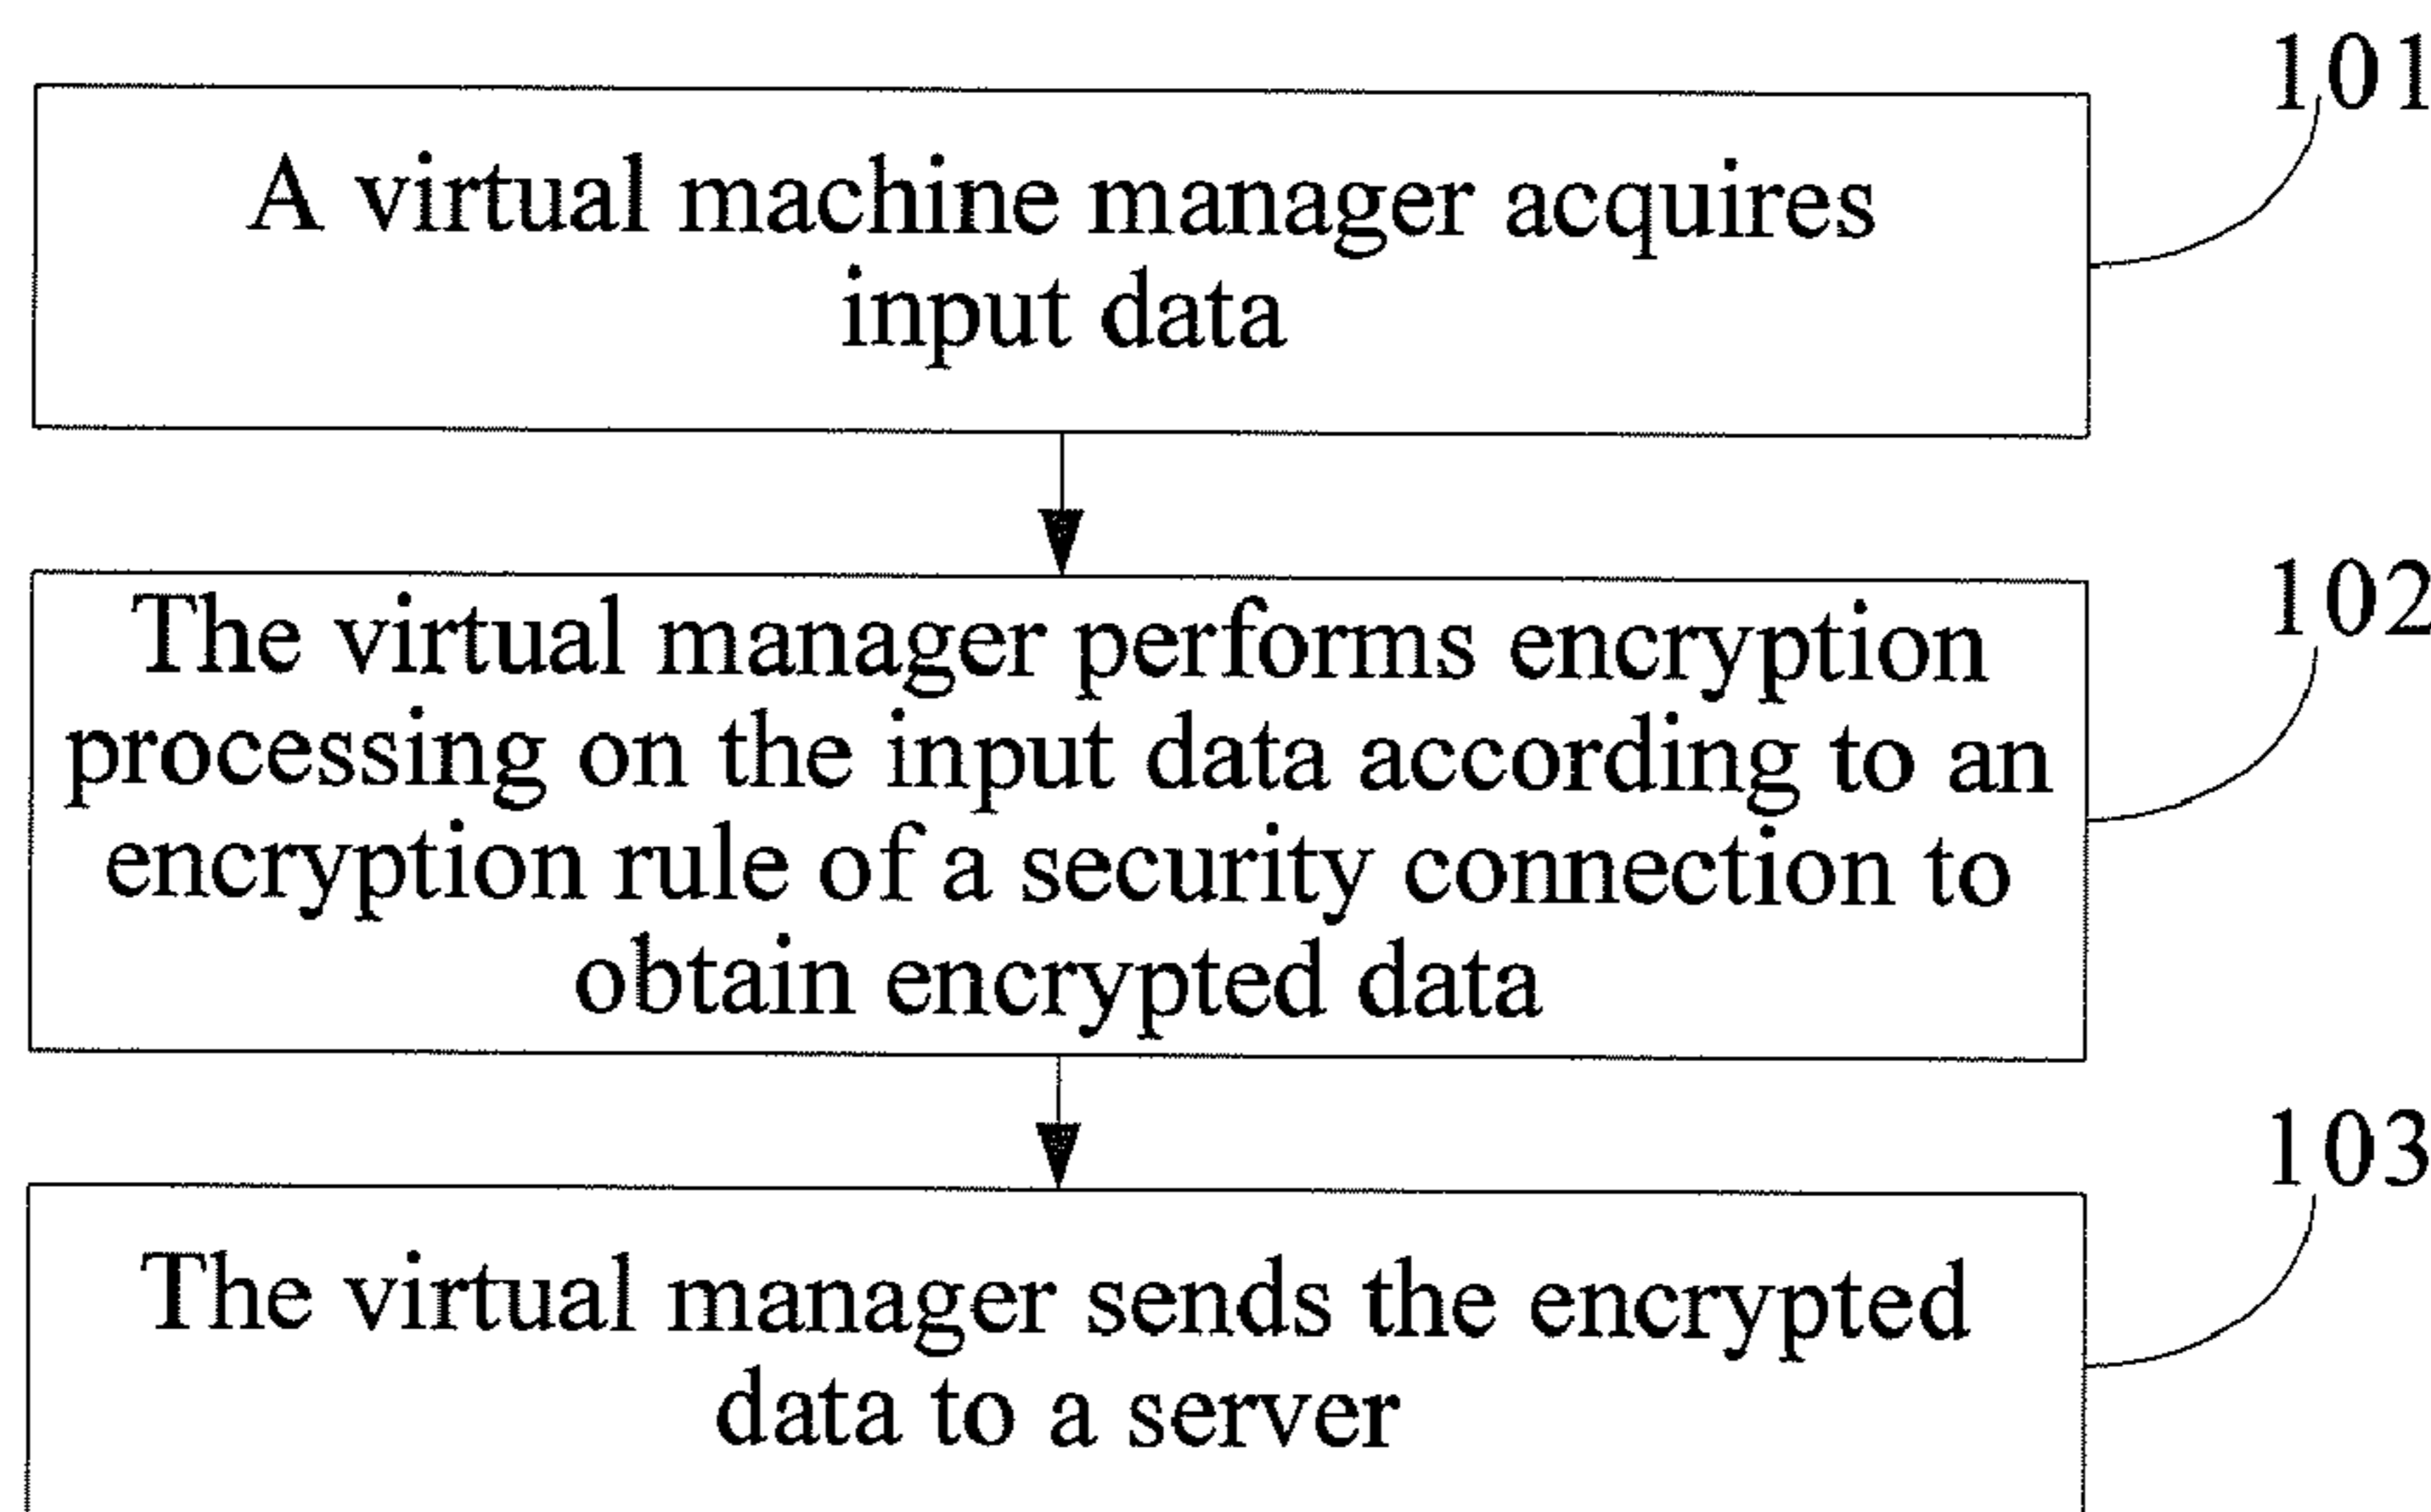 101
A virtual machine manager acquires
input data
102
The virtual manager performs encryption
processing on the input data according to an
encryption rule of a security connection to
obtain encrypted data
103
The virtual manager sends the encrypted
data to a server